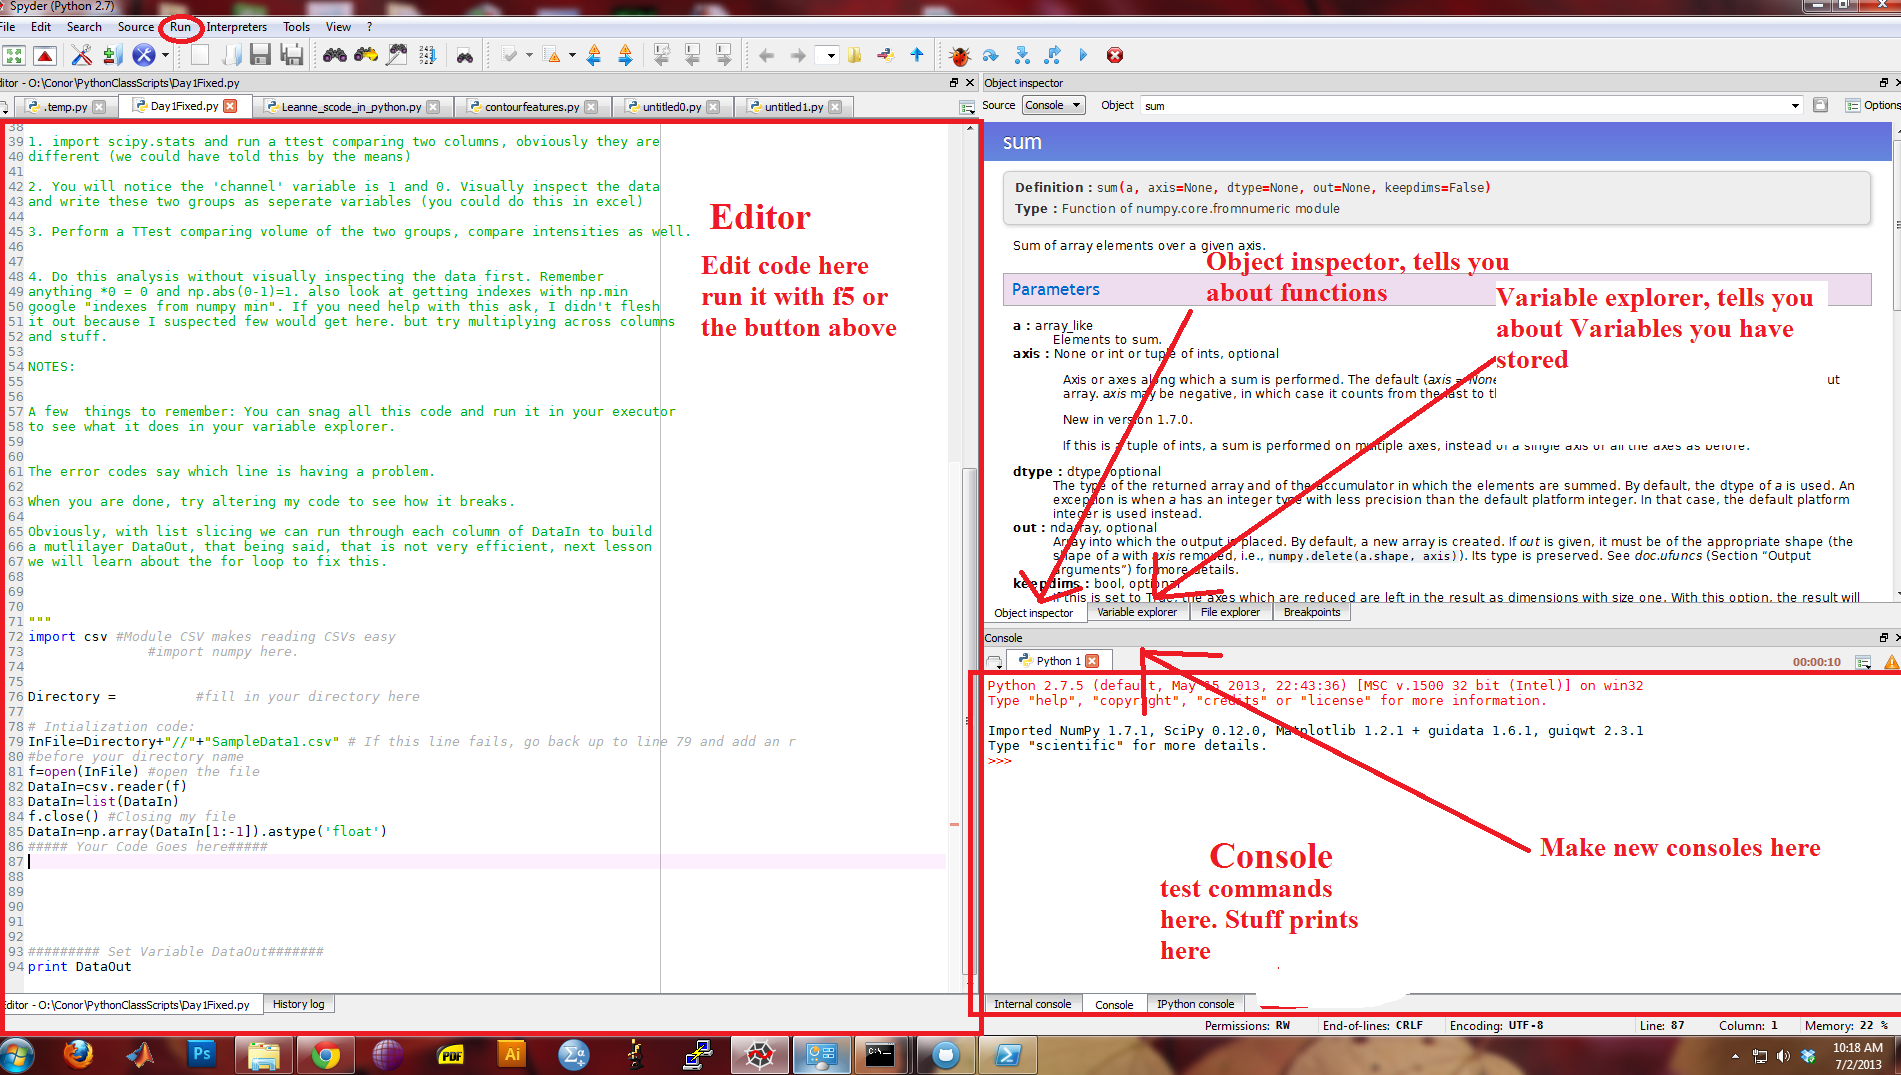 Spyder (Python 2.7)
File Edit Search Source Run Interpreters Tools View ?
ditor - O:\Conor\PythonClassScripts\Day1Fixed.py
.temp.py Day1Fixed.py Leanne_scode_in_python.py contourfeatures.py untitled0.py untitled1.py
38
39 1. import scipy.stats and run a ttest comparing two columns, obviously they are
40 different (we could have told this by the means)
41
42 2. You will notice the 'channel' variable is 1 and 0. Visually inspect the data
43 and write these two groups as seperate variables (you could do this in excel)
44
45 3. Perform a TTest comparing volume of the two groups, compare intensities as well.
46
47
48 4. Do this analysis without visually inspecting the data first. Remember
49 anything *0 = 0 and np.abs(0-1)=1. also look at getting indexes with np.min
50 google "indexes from numpy min". If you need help with this ask, I didn't flesh
51 it out because I suspected few would get here. but try multiplying across columns
52 and stuff.
53
54 NOTES:
55
56
57 A few  things to remember: You can snag all this code and run it in your executor
58 to see what it does in your variable explorer.
59
60
61 The error codes say which line is having a problem.
62
63 When you are done, try altering my code to see how it breaks.
64
65 Obviously, with list slicing we can run through each column of DataIn to build
66 a mutlilayer DataOut, that being said, that is not very efficient, next lesson
67 we will learn about the for loop to fix this.
68
69
70
71 """
72 import csv #Module CSV makes reading CSVs easy
73 #import numpy here.
74
75
76 Directory = #fill in your directory here
77
78 # Intialization code:
79 InFile=Directory+"//"+"SampleData1.csv" # If this line fails, go back up to line 79 and add an r
80 #before your directory name
81 f=open(InFile) #open the file
82 DataIn=csv.reader(f)
83 DataIn=list(DataIn)
84 f.close() #Closing my file
85 DataIn=np.array(DataIn[1:-1]).astype('float')
86 ##### Your Code Goes here#####
87
88
89
90
91
92
93 ######### Set Variable DataOut#######
94 print DataOut
Editor
Edit code here
run it with f5 or
the button above
Editor - O:\Conor\PythonClassScripts\Day1Fixed.py History log
Object inspector
Source Console Object sum Options
sum
Definition : sum(a, axis=None, dtype=None, out=None, keepdims=False)
Type : Function of numpy.core.fromnumeric module
Sum of array elements over a given axis.
Object inspector, tells you
about functions
Parameters
Variable explorer, tells you
about Variables you have
stored
a : array_like
Elements to sum.
axis : None or int or tuple of ints, optional
Axis or axes along which a sum is performed. The default (axis = None ut
array. axis may be negative, in which case it counts from the last to th
New in version 1.7.0.
If this is a tuple of ints, a sum is performed on multiple axes, instead of a single axis or all the axes as before.
dtype : dtype, optional
The type of the returned array and of the accumulator in which the elements are summed. By default, the dtype of a is used. An
exception is when a has an integer type with less precision than the default platform integer. In that case, the default platform
integer is used instead.
out : ndarray, optional
Array into which the output is placed. By default, a new array is created. If out is given, it must be of the appropriate shape (the
shape of a with axis removed, i.e., numpy.delete(a.shape, axis)). Its type is preserved. See doc.ufuncs (Section “Output
arguments”) for more details.
keepdims : bool, optional
If this is set to True, the axes which are reduced are left in the result as dimensions with size one. With this option, the result will
Object inspector Variable explorer File explorer Breakpoints
Console
Python 1 00:00:10
Python 2.7.5 (default, May 15 2013, 22:43:36) [MSC v.1500 32 bit (Intel)] on win32
Type "help", "copyright", "credits" or "license" for more information.
Imported NumPy 1.7.1, SciPy 0.12.0, Matplotlib 1.2.1 + guidata 1.6.1, guiqwt 2.3.1
Type "scientific" for more details.
>>>
Make new consoles here
Console
test commands
here. Stuff prints
here
Internal console Console IPython console
Permissions: RW End-of-lines: CRLF Encoding: UTF-8 Line: 87 Column: 1 Memory: 22 %
Ps PDF Ai Σα C:\
10:18 AM
7/2/2013